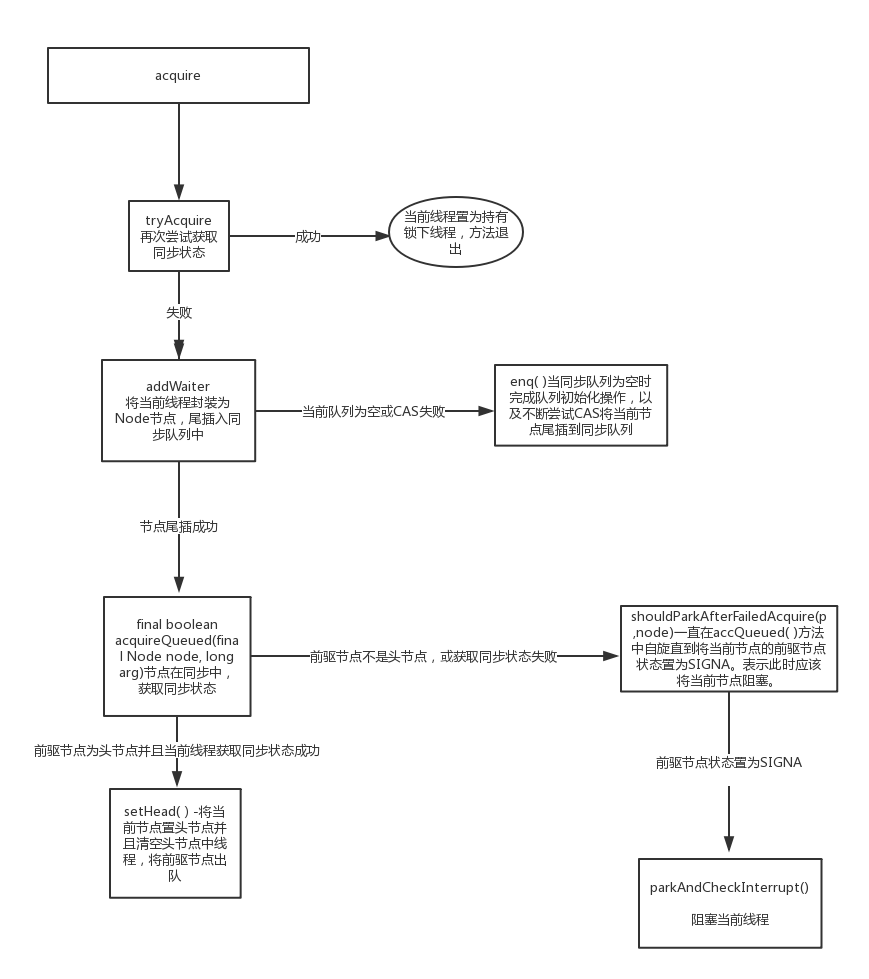 acquire
tryAcquire
再次尝试获取
同步状态
成功
当前线程置为持有
锁下线程，方法退
出
失败
addWaiter
将当前线程封装为
Node节点，尾插入同
步队列中
当前队列为空或CAS失败
enq( )当同步队列为空时
完成队列初始化操作，以
及不断尝试CAS将当前节
点尾插到同步队列
节点尾插成功
final boolean
acquireQueued(fina
l Node node, long
arg)节点在同步中，
获取同步状态
前驱节点不是头节点，或获取同步状态失败
shouldParkAfterFailedAcquire(p
,node)一直在accQueued( )方法
中自旋直到将当前节点的前驱节点
状态置为SIGNA。表示此时应该
将当前节点阻塞。
前驱节点为头节点并且当前线程获取同步状态成功
前驱节点状态置为SIGNA
setHead( ) -将当
前节点置头节点并
且清空头节点中线
程，将前驱节点出
队
parkAndCheckInterrupt()
阻塞当前线程